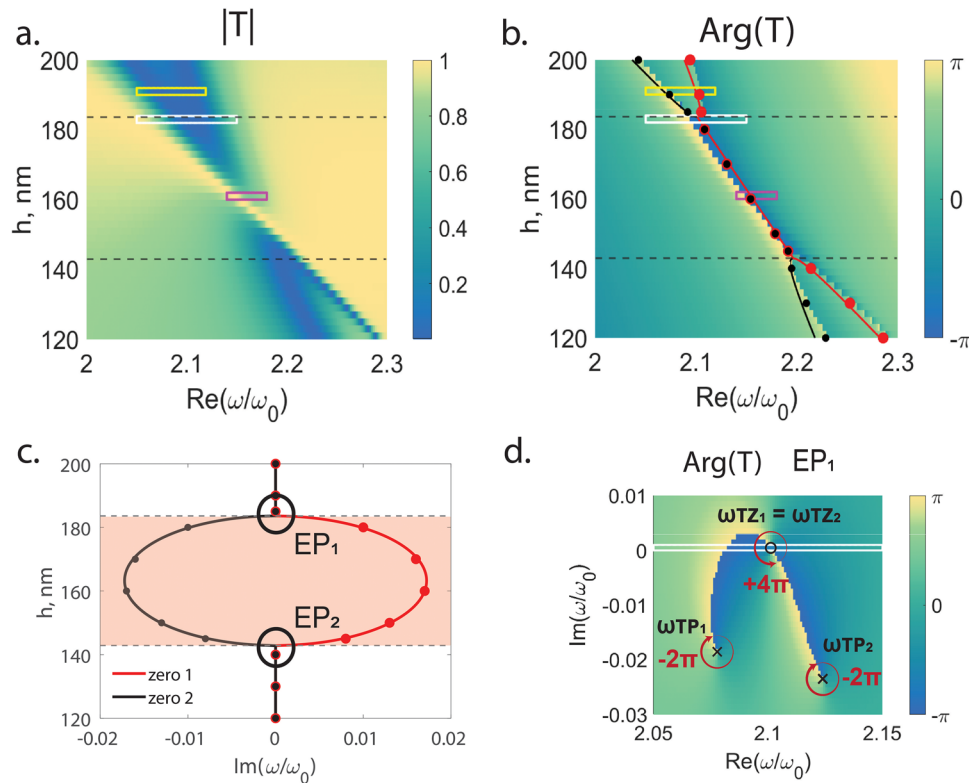 a.
|T|
200
180
160
140
120
h, nm
2
2.1
2.2
2.3
Re(ω/ω₀)
1
0.8
0.6
0.4
0.2
b.
Arg(T)
200
180
160
140
120
h, nm
2
2.1
2.2
2.3
Re(ω/ω₀)
π
0
-π
c.
200
180
160
140
120
h, nm
EP₁
EP₂
zero 1
zero 2
-0.02
-0.01
0
0.01
0.02
Im(ω/ω₀)
d.
Arg(T) EP₁
0.01
0
-0.01
-0.02
-0.03
Im(ω/ω₀)
ωTZ₁ = ωTZ₂
+4π
ωTP₁
-2π
ωTP₂
-2π
2.05
2.1
2.15
Re(ω/ω₀)
π
0
-π